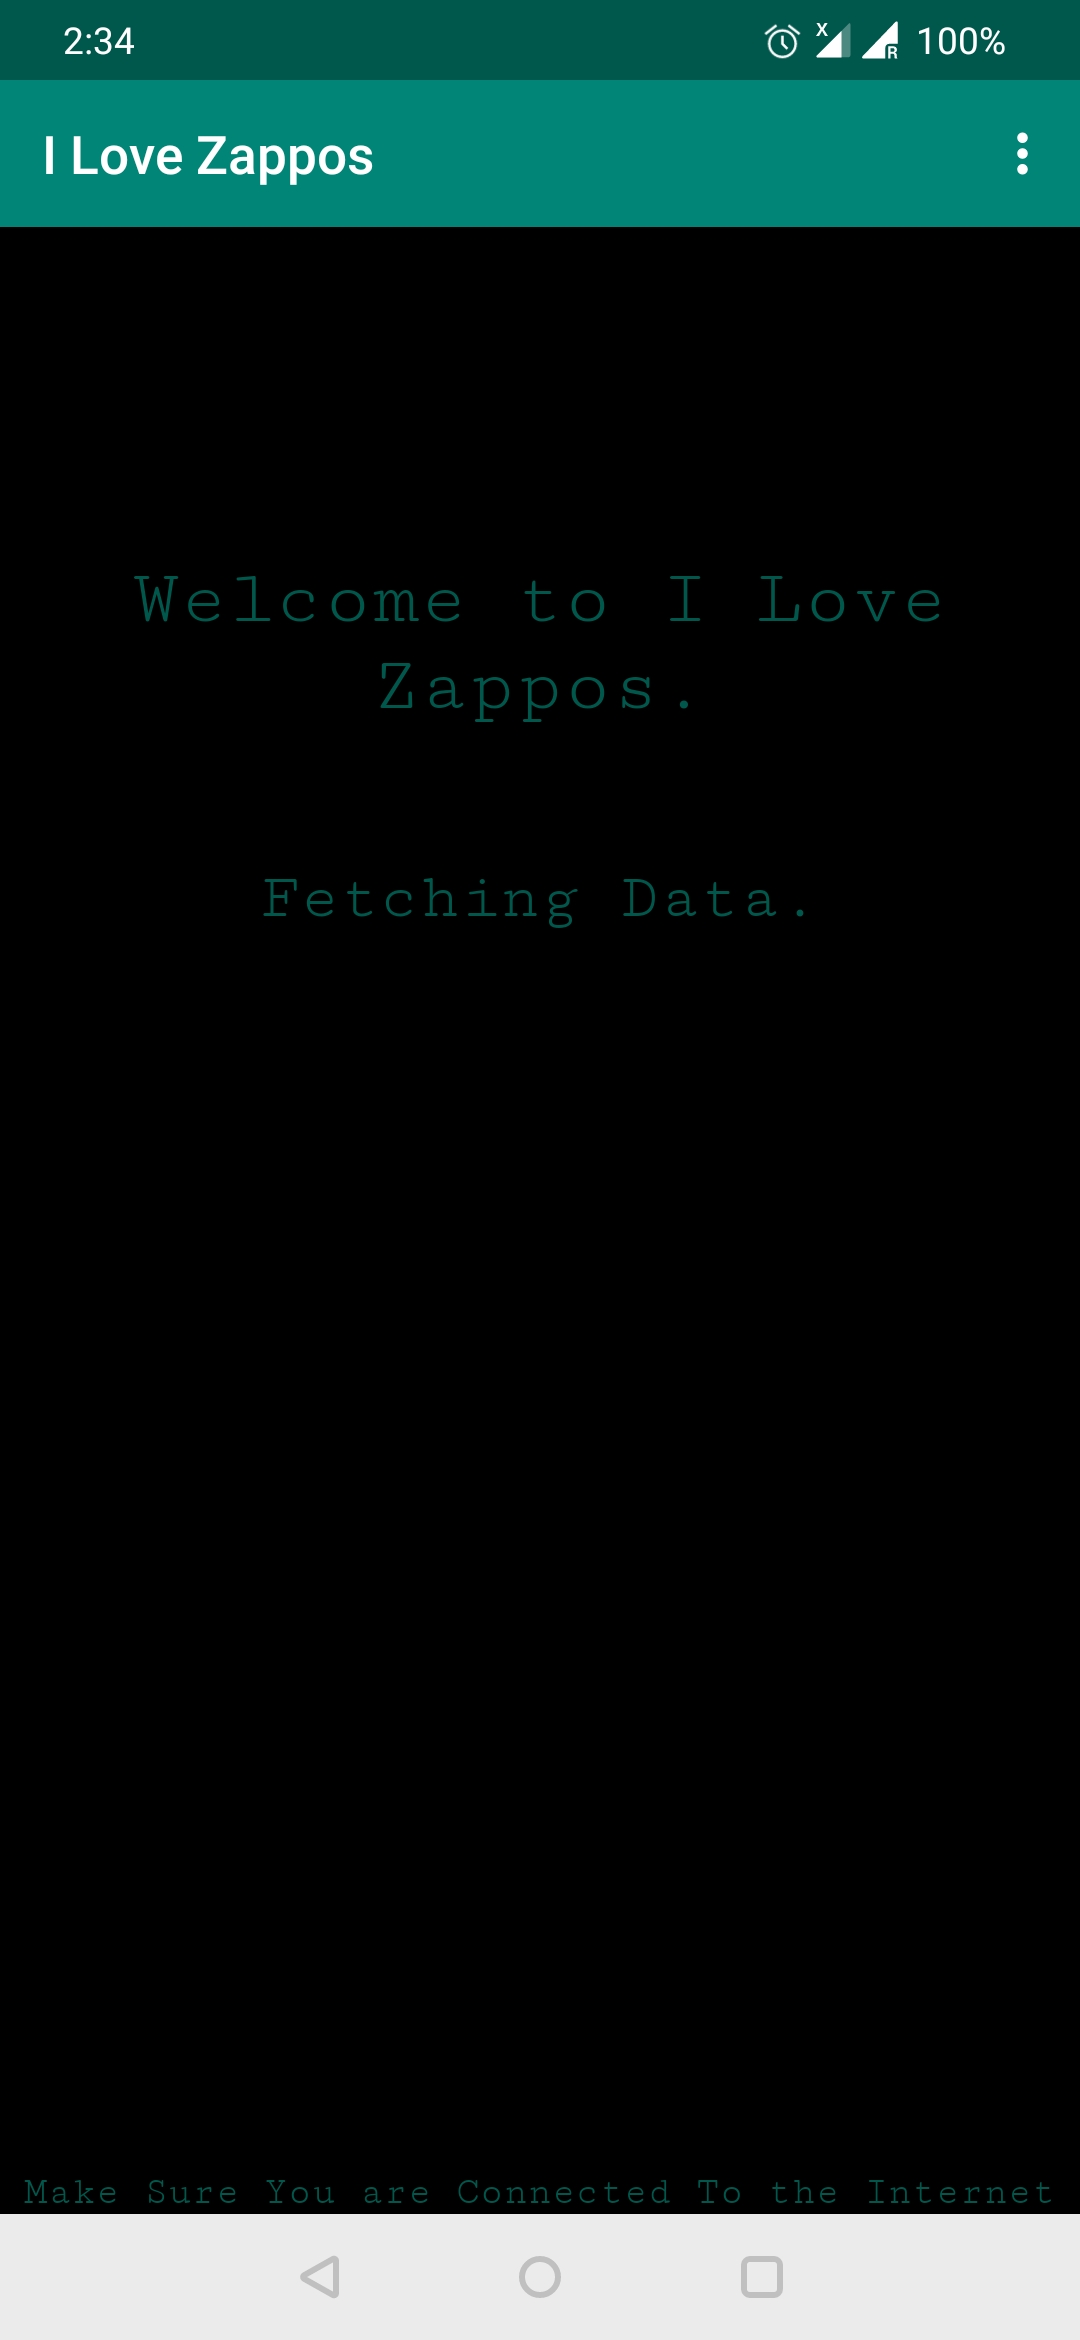 2:34
X
R
100%
I Love Zappos
Welcome to I Love
Zappos.
Fetching Data.
Make Sure You are Connected To the Internet